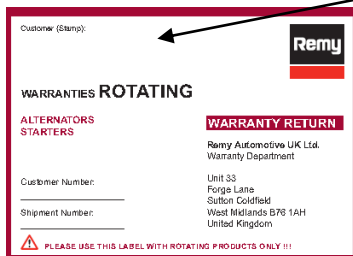 Customer (Stamp):
Remy
WARRANTIES ROTATING
ALTERNATORS
STARTERS
WARRANTY RETURN
Remy Automotive UK Ltd.
Warranty Department
Customer Number:
Unit 33
Forge Lane
Sutton Coldfield
Shipment Number:
West Midlands B76 1AH
United Kingdom
PLEASE USE THIS LABEL WITH ROTATING PRODUCTS ONLY !!!